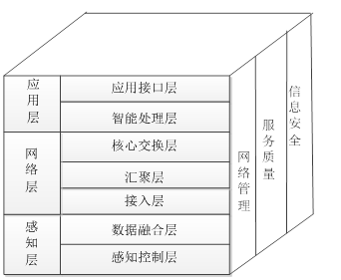 应用层
应用接口层
智能处理层
网络层
核心交换层
汇聚层
接入层
感知层
数据融合层
感知控制层
网络管理
服务质量
信息安全